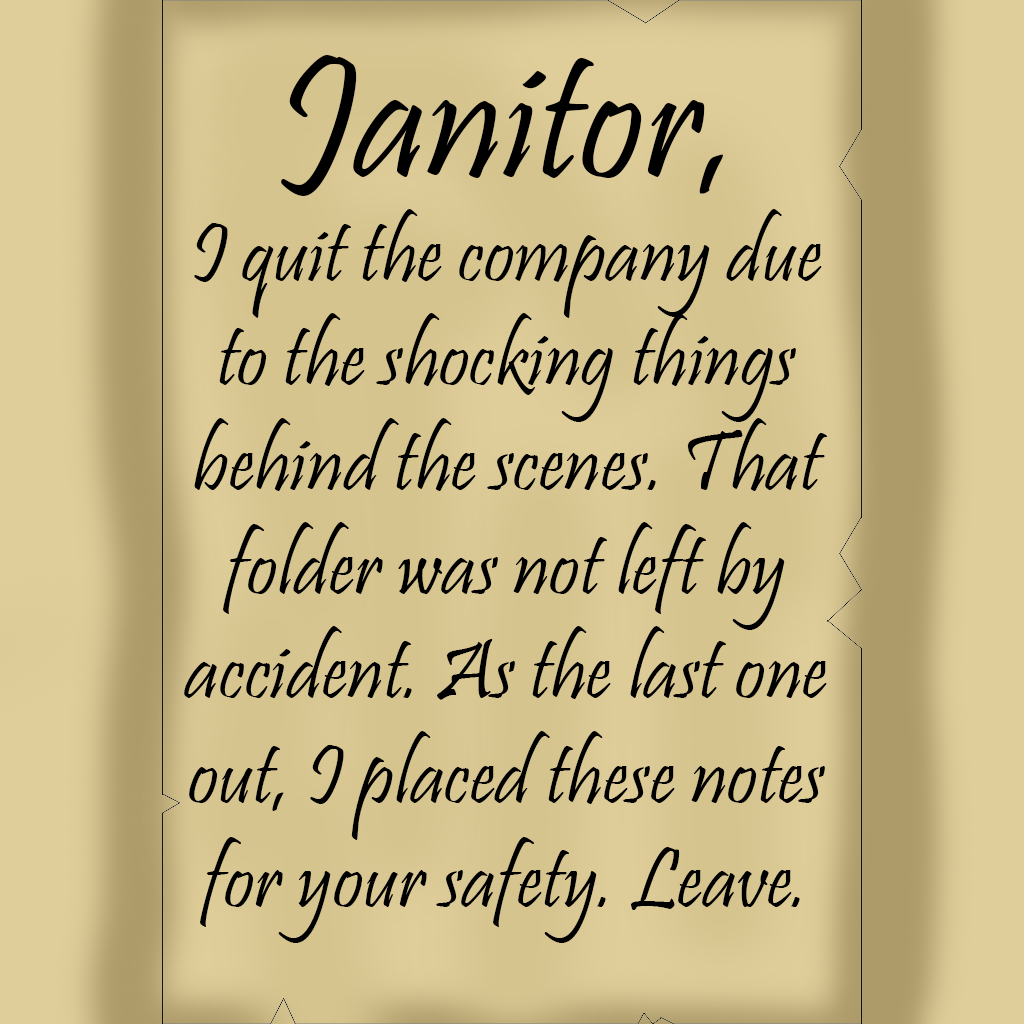 Janitor,
I quit the company due
to the shocking things
behind the scenes. That
folder was not left by
accident. As the last one
out, I placed these notes
for your safety. Leave.